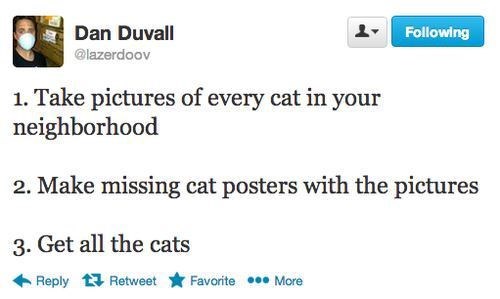 Dan Duvall
@lazerdoov
Following
1. Take pictures of every cat in your
neighborhood
2. Make missing cat posters with the pictures
3. Get all the cats
Reply Retweet Favorite More